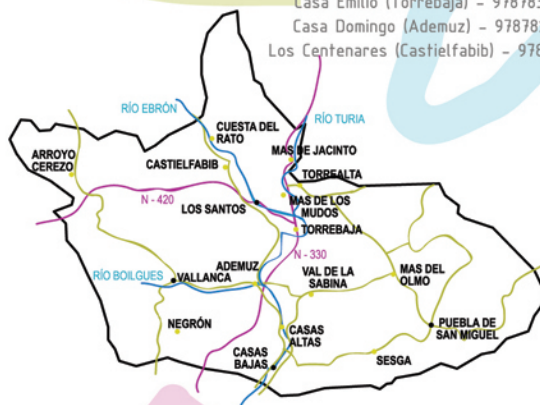 Casa Emilio (Torrebaja) - 978783
Casa Domingo (Ademuz) - 97878
Los Centenares (Castielfabib) - 978
RÍO EBRÓN
RÍO TURIA
CUESTA DEL
RATO
ARROYO
CEREZO
CASTIELFABIB
MAS DE JACINTO
TORREALTA
N - 420
LOS SANTOS
MAS DE LOS
MUDOS
TORREBAJA
N - 330
RÍO BOILGUES
VALLANCA
ADEMUZ
VAL DE LA
SABINA
MAS DEL
OLMO
NEGRÓN
CASAS
ALTAS
PUEBLA DE
SAN MIGUEL
CASAS
BAJAS
SESGA